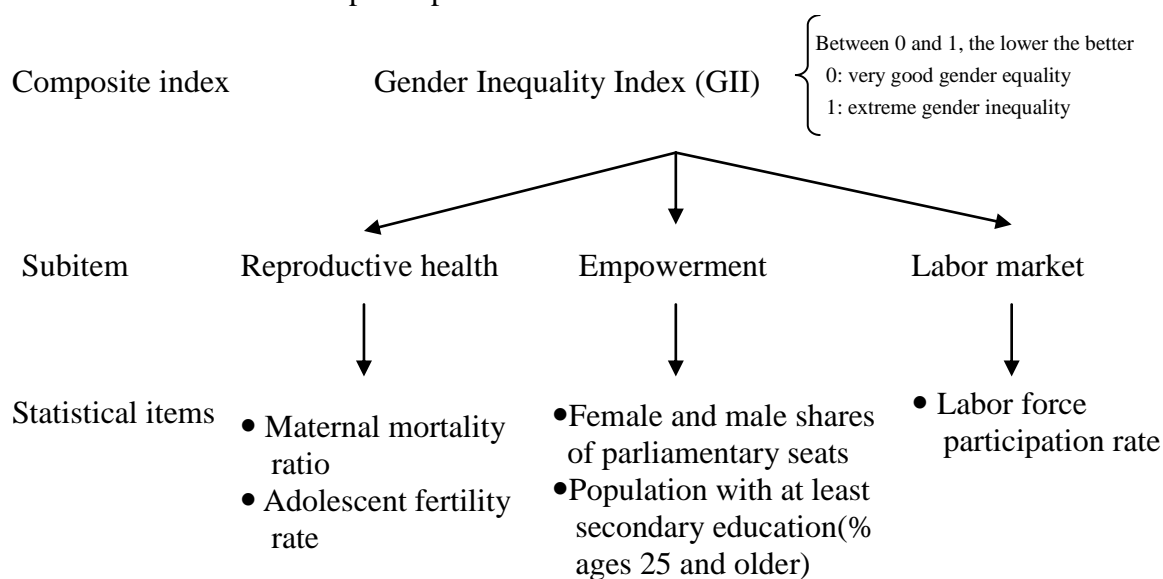 Between 0 and 1, the lower the better
Composite index
Gender Inequality Index (GII)
0: very good gender equality
1: extreme gender inequality
Subitem
Reproductive health
Empowerment
Labor market
Statistical items
● Maternal mortality
ratio
● Adolescent fertility
rate
●Female and male shares
of parliamentary seats
●Population with at least
secondary education(%
ages 25 and older)
● Labor force
participation rate